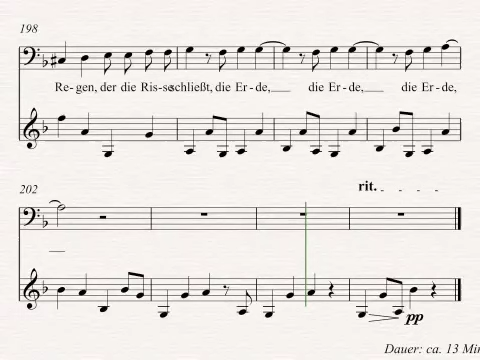 198
Re - gen, der die Ris - se schließt, die Er - de, die Er - de, die Er - de,
202
rit.
pp
Dauer: ca. 13 Min